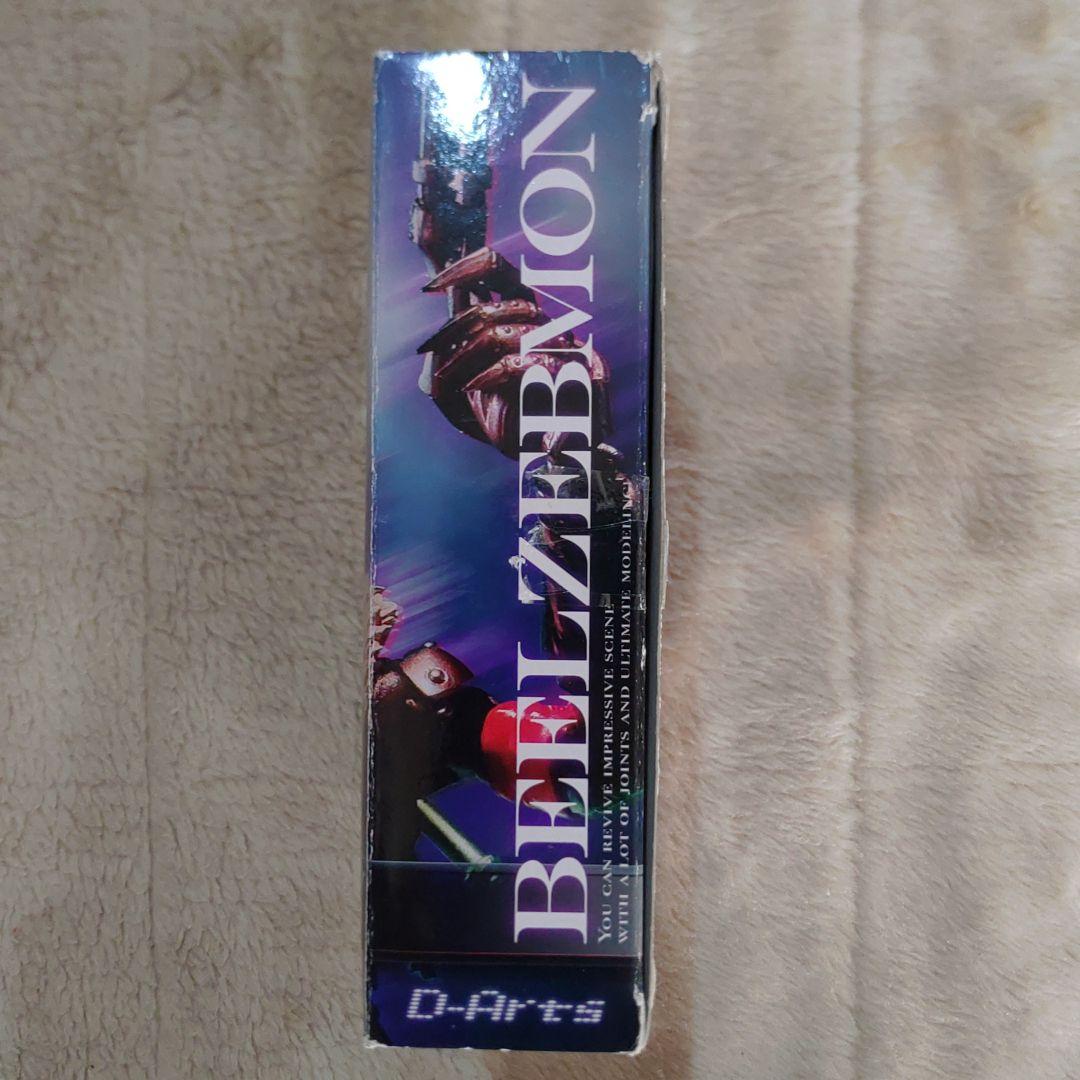 BEELZEBMON
YOU CAN REVIVE IMPRESSIVE SCENE
WITH A LOT OF JOINTS AND ULTIMATE MODELING!
D-Arts